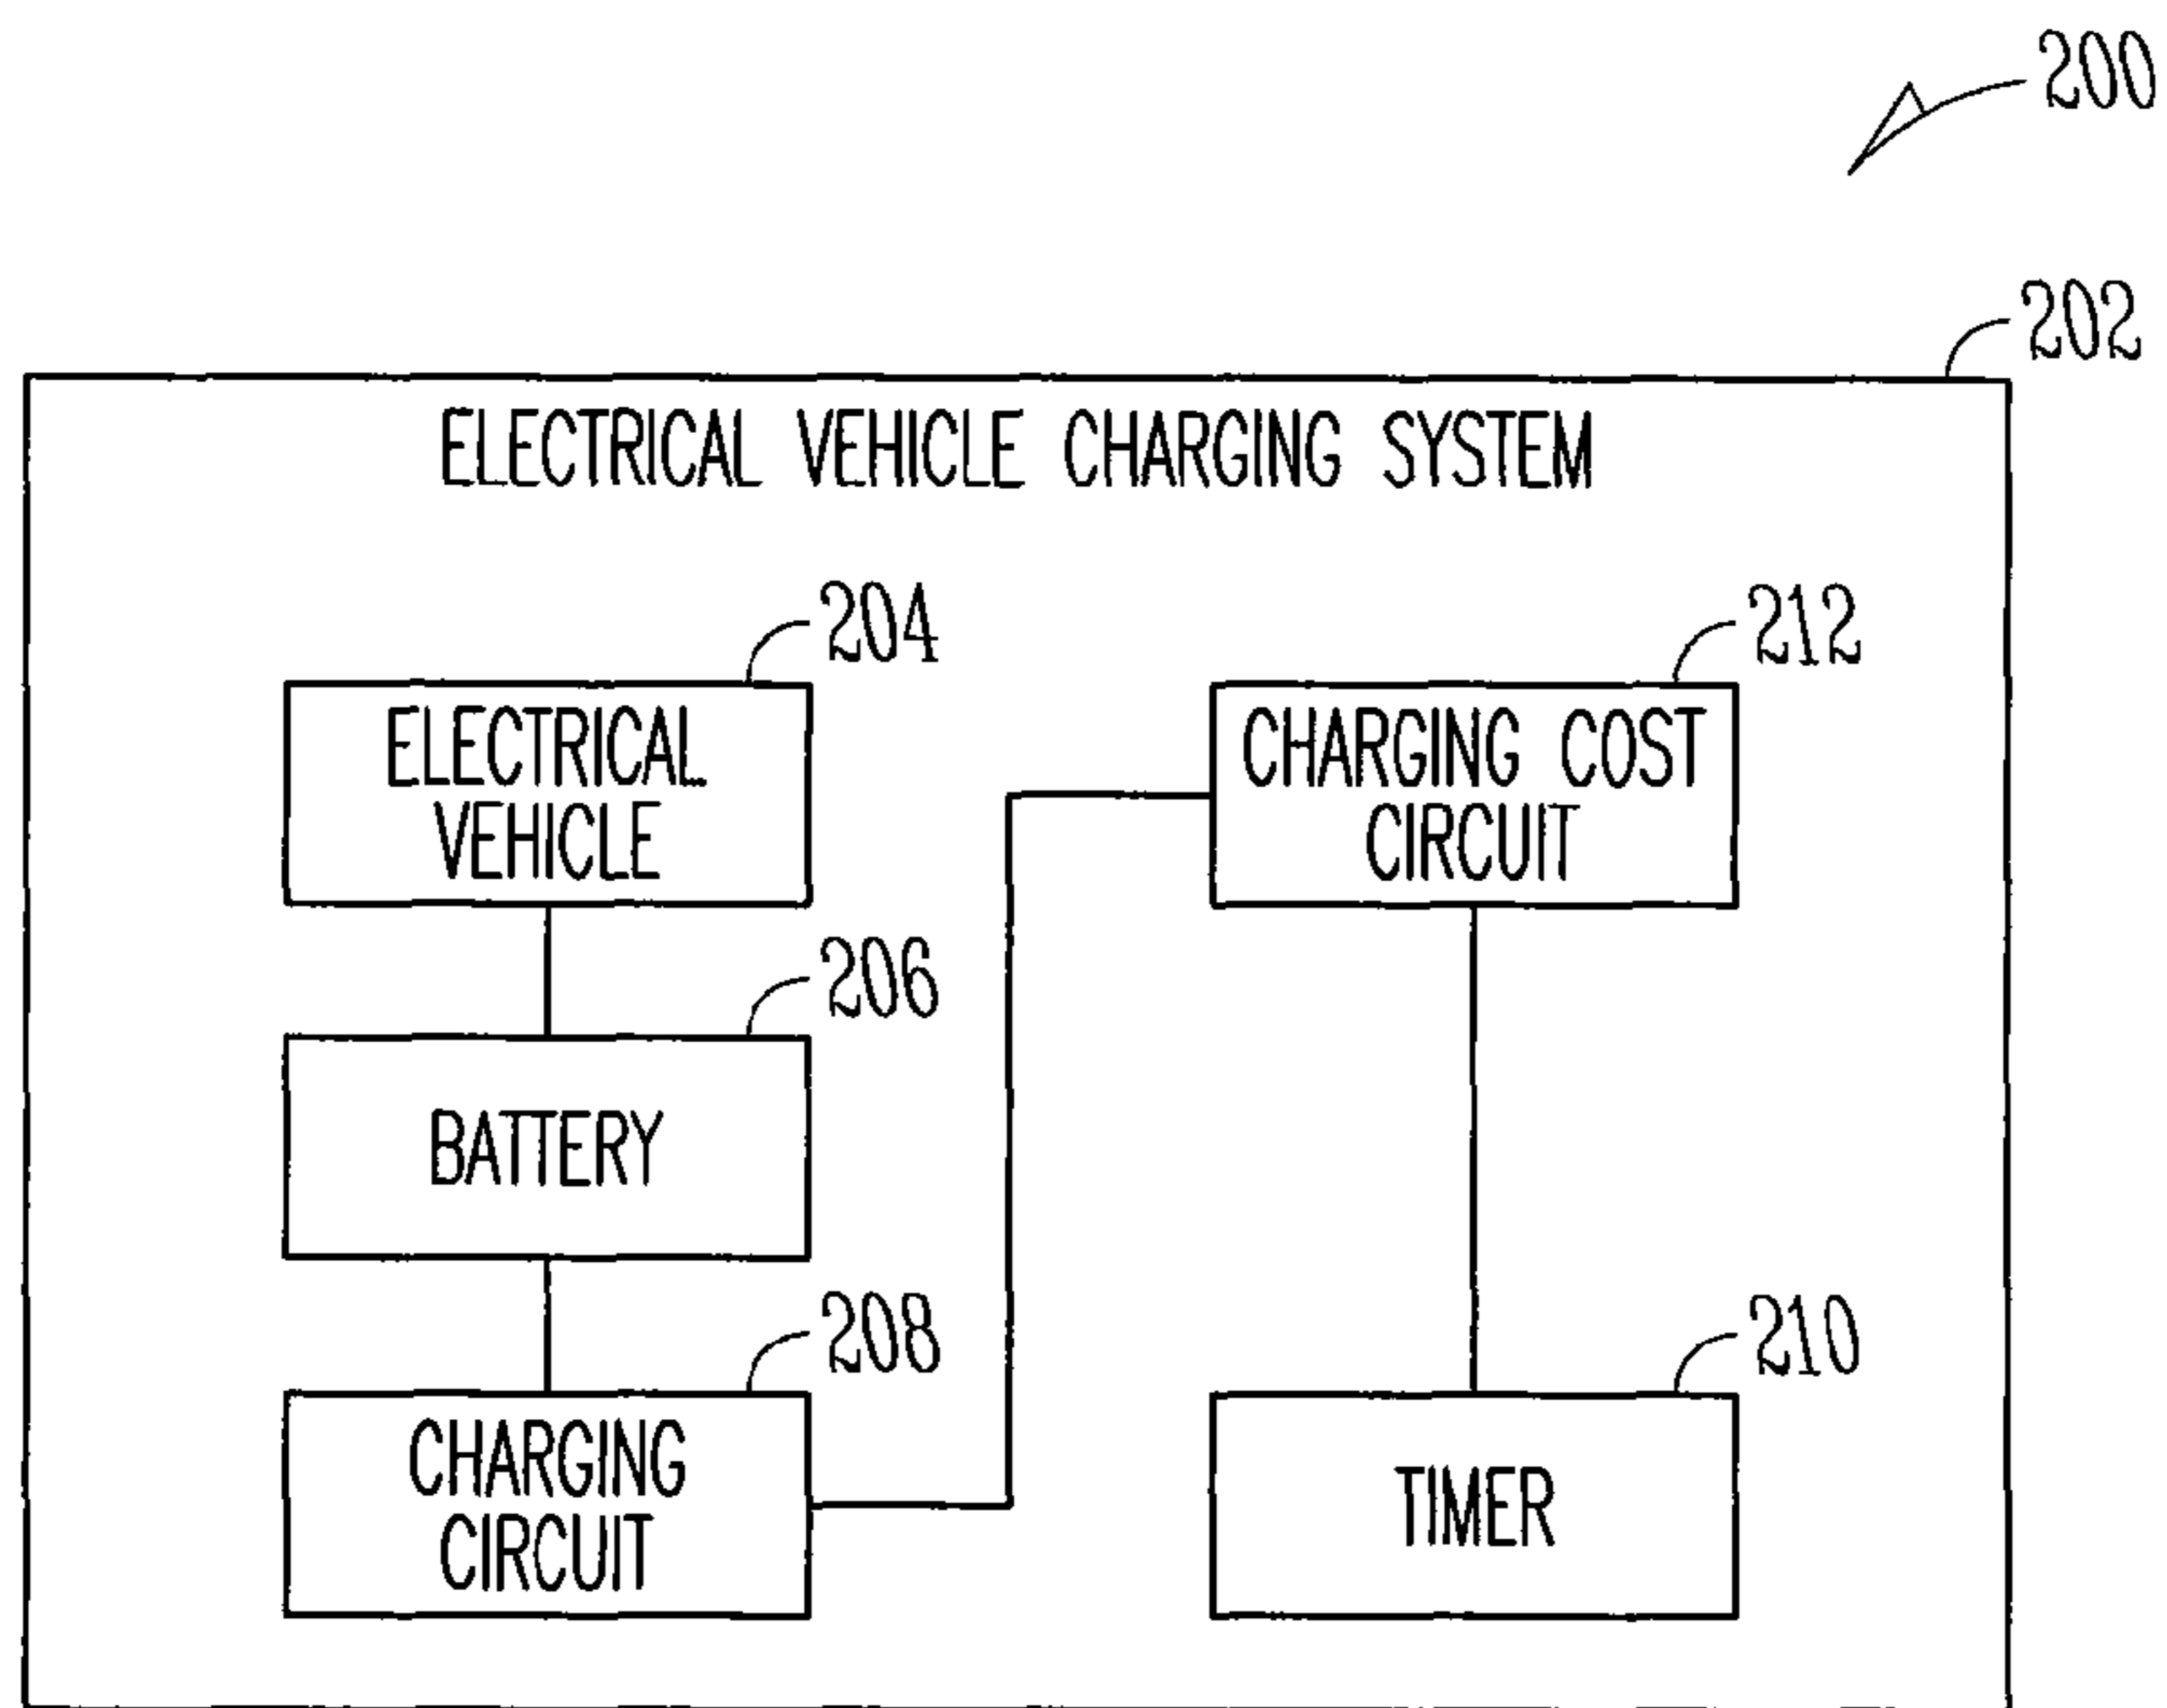 200
202
ELECTRICAL VEHICLE CHARGING SYSTEM
204
ELECTRICAL
VEHICLE
206
BATTERY
208
CHARGING
CIRCUIT
212
CHARGING COST
CIRCUIT
210
TIMER